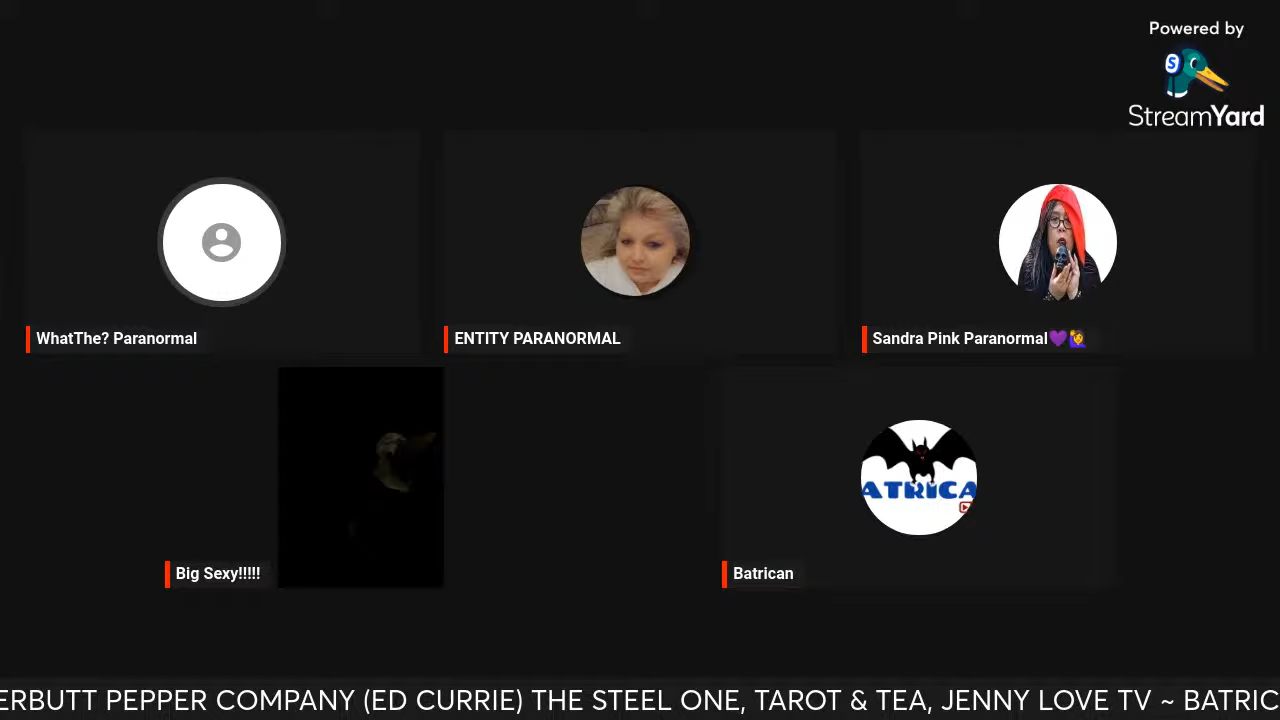 Powered by
StreamYard
WhatThe? Paranormal
ENTITY PARANORMAL
Sandra Pink Paranormal💜🙋‍♀️
ATRICA
Big Sexy!!!!!
Batrican
ERBUTT PEPPER COMPANY (ED CURRIE) THE STEEL ONE, TAROT & TEA, JENNY LOVE TV ~ BATRIC